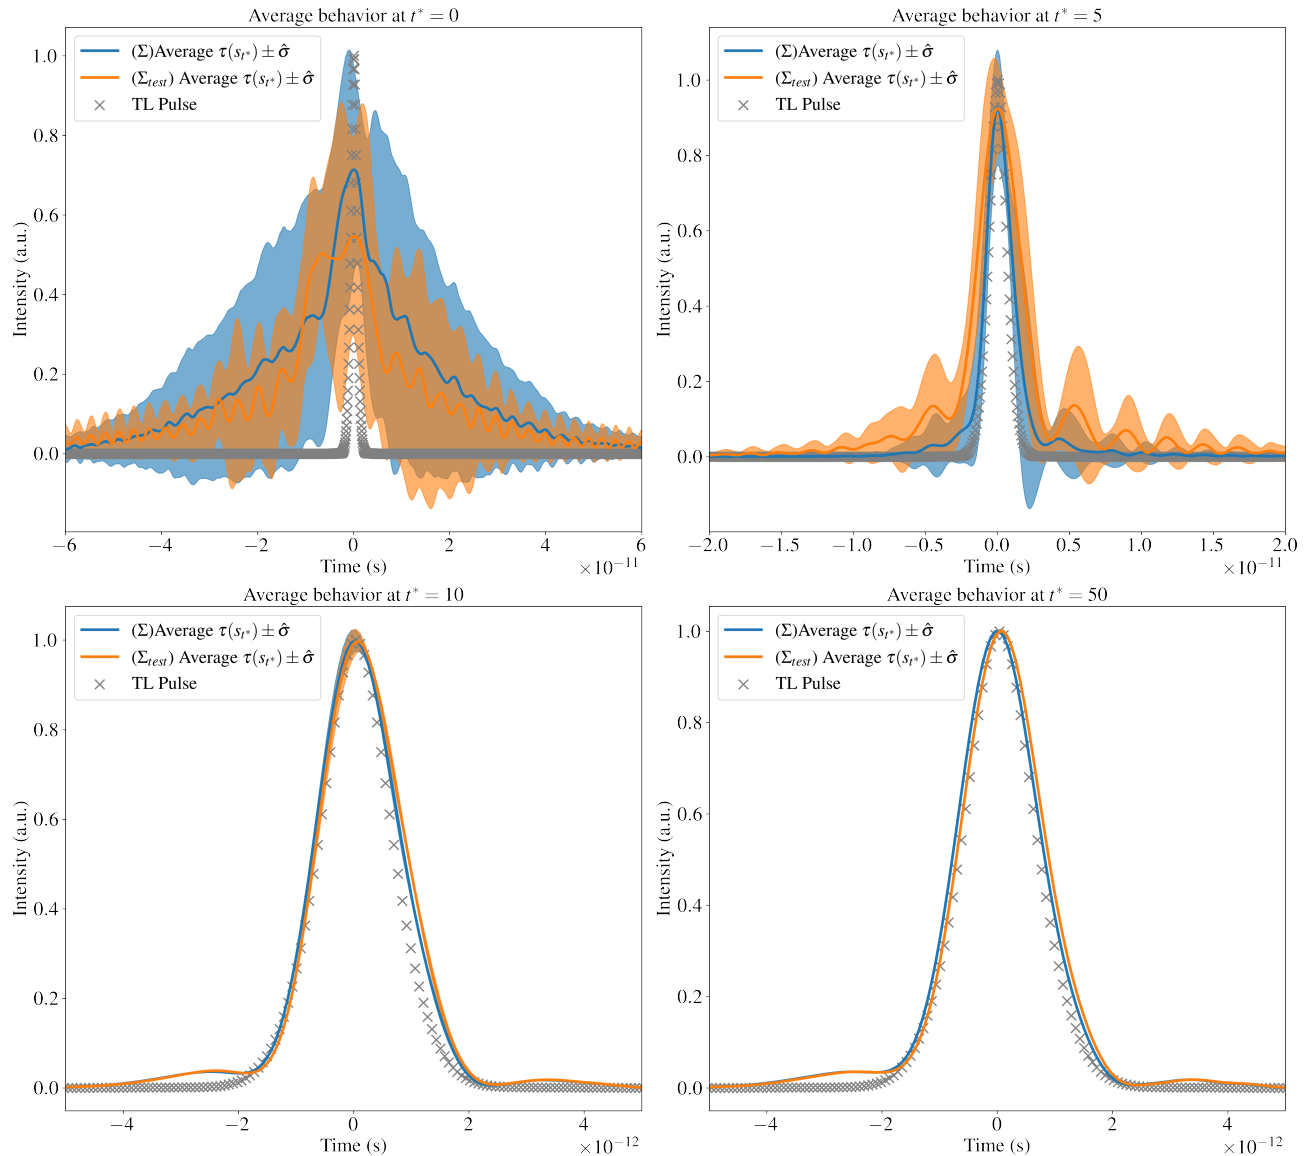 Average behavior at t* = 0
(Σ)Average τ(s_t*) ± σ̂
(Σ_test) Average τ(s_t*) ± σ̂
TL Pulse
Intensity (a.u.)
1.0
0.8
0.6
0.4
0.2
0.0
−6 −4 −2 0 2 4 6
Time (s)
×10⁻¹¹
Average behavior at t* = 5
(Σ)Average τ(s_t*) ± σ̂
(Σ_test) Average τ(s_t*) ± σ̂
TL Pulse
Intensity (a.u.)
1.0
0.8
0.6
0.4
0.2
0.0
−2.0 −1.5 −1.0 −0.5 0.0 0.5 1.0 1.5 2.0
Time (s)
×10⁻¹¹
Average behavior at t* = 10
(Σ)Average τ(s_t*) ± σ̂
(Σ_test) Average τ(s_t*) ± σ̂
TL Pulse
Intensity (a.u.)
1.0
0.8
0.6
0.4
0.2
0.0
−4 −2 0 2 4
Time (s)
×10⁻¹²
Average behavior at t* = 50
(Σ)Average τ(s_t*) ± σ̂
(Σ_test) Average τ(s_t*) ± σ̂
TL Pulse
Intensity (a.u.)
1.0
0.8
0.6
0.4
0.2
0.0
−4 −2 0 2 4
Time (s)
×10⁻¹²